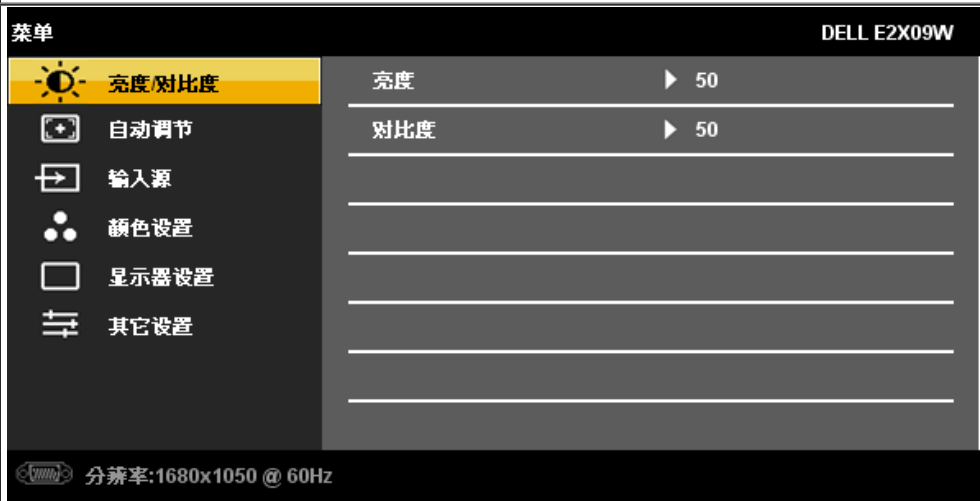 菜单 DELL E2X09W
亮度/对比度 亮度 50
自动调节 对比度 50
输入源
颜色设置
显示器设置
其它设置
分辨率:1680x1050 @ 60Hz